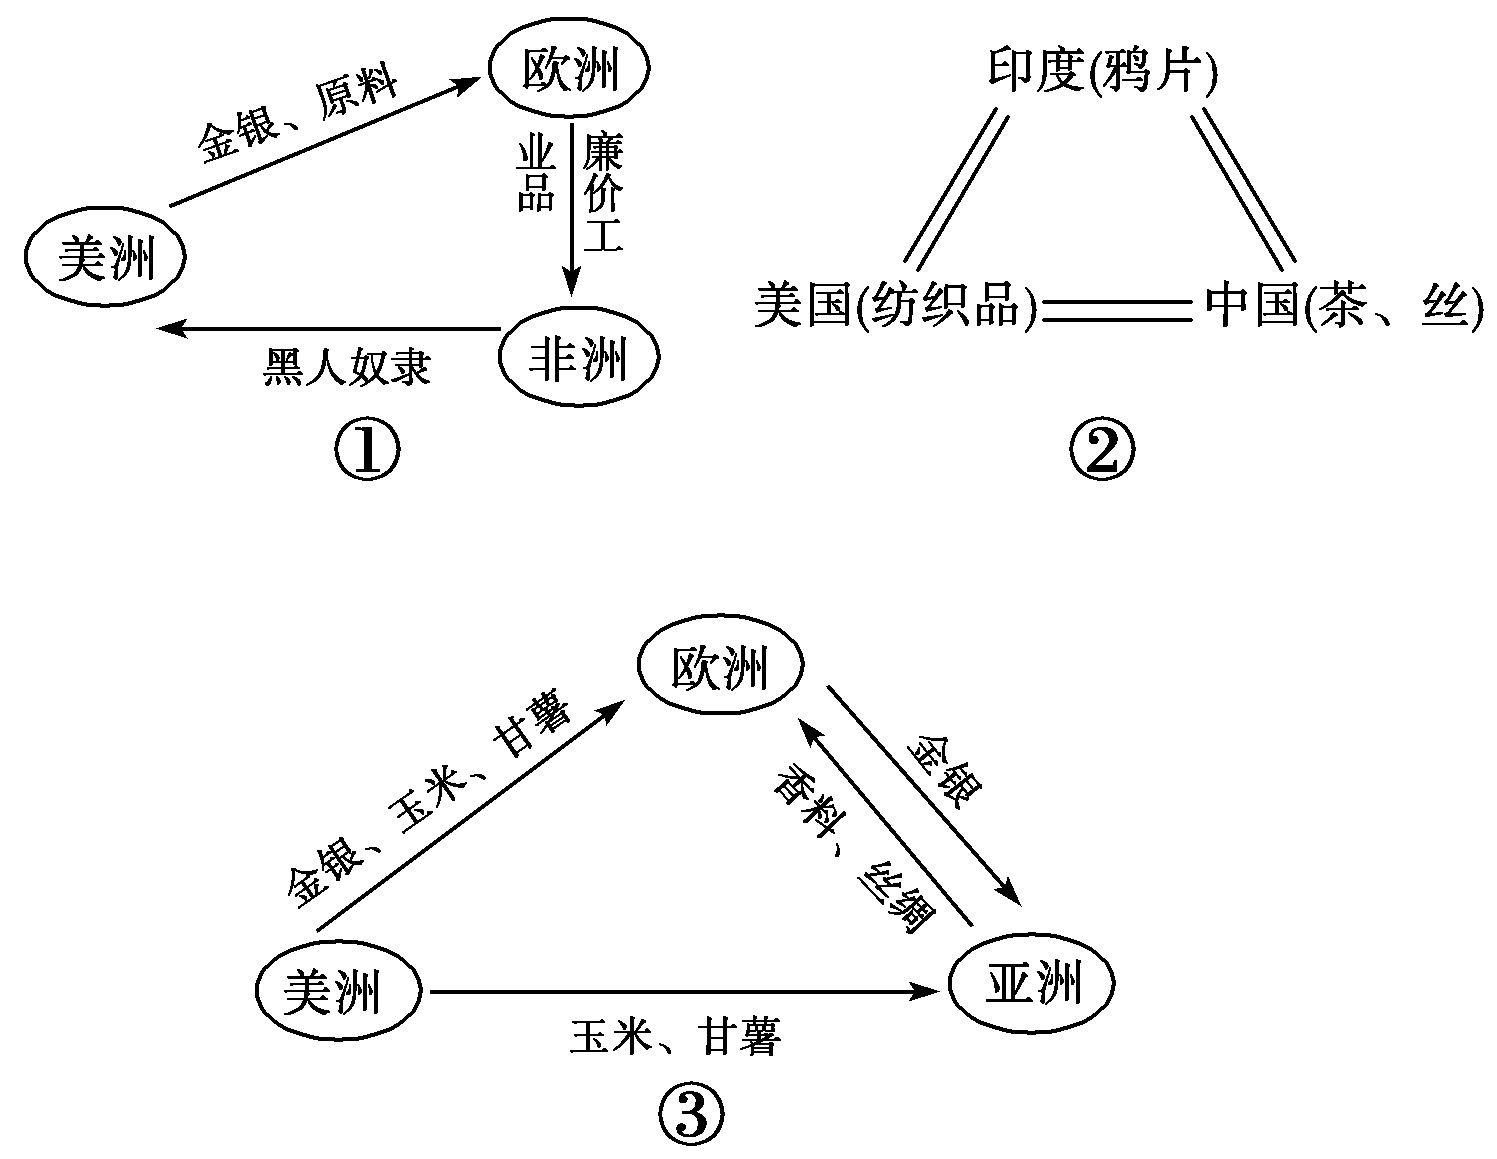 欧洲
金银、原料
廉价工
业品
美洲
黑人奴隶
非洲
①
印度(鸦片)
美国(纺织品)
中国(茶、丝)
②
欧洲
金银、玉米、甘薯
金银
香料、丝绸
美洲
亚洲
玉米、甘薯
③